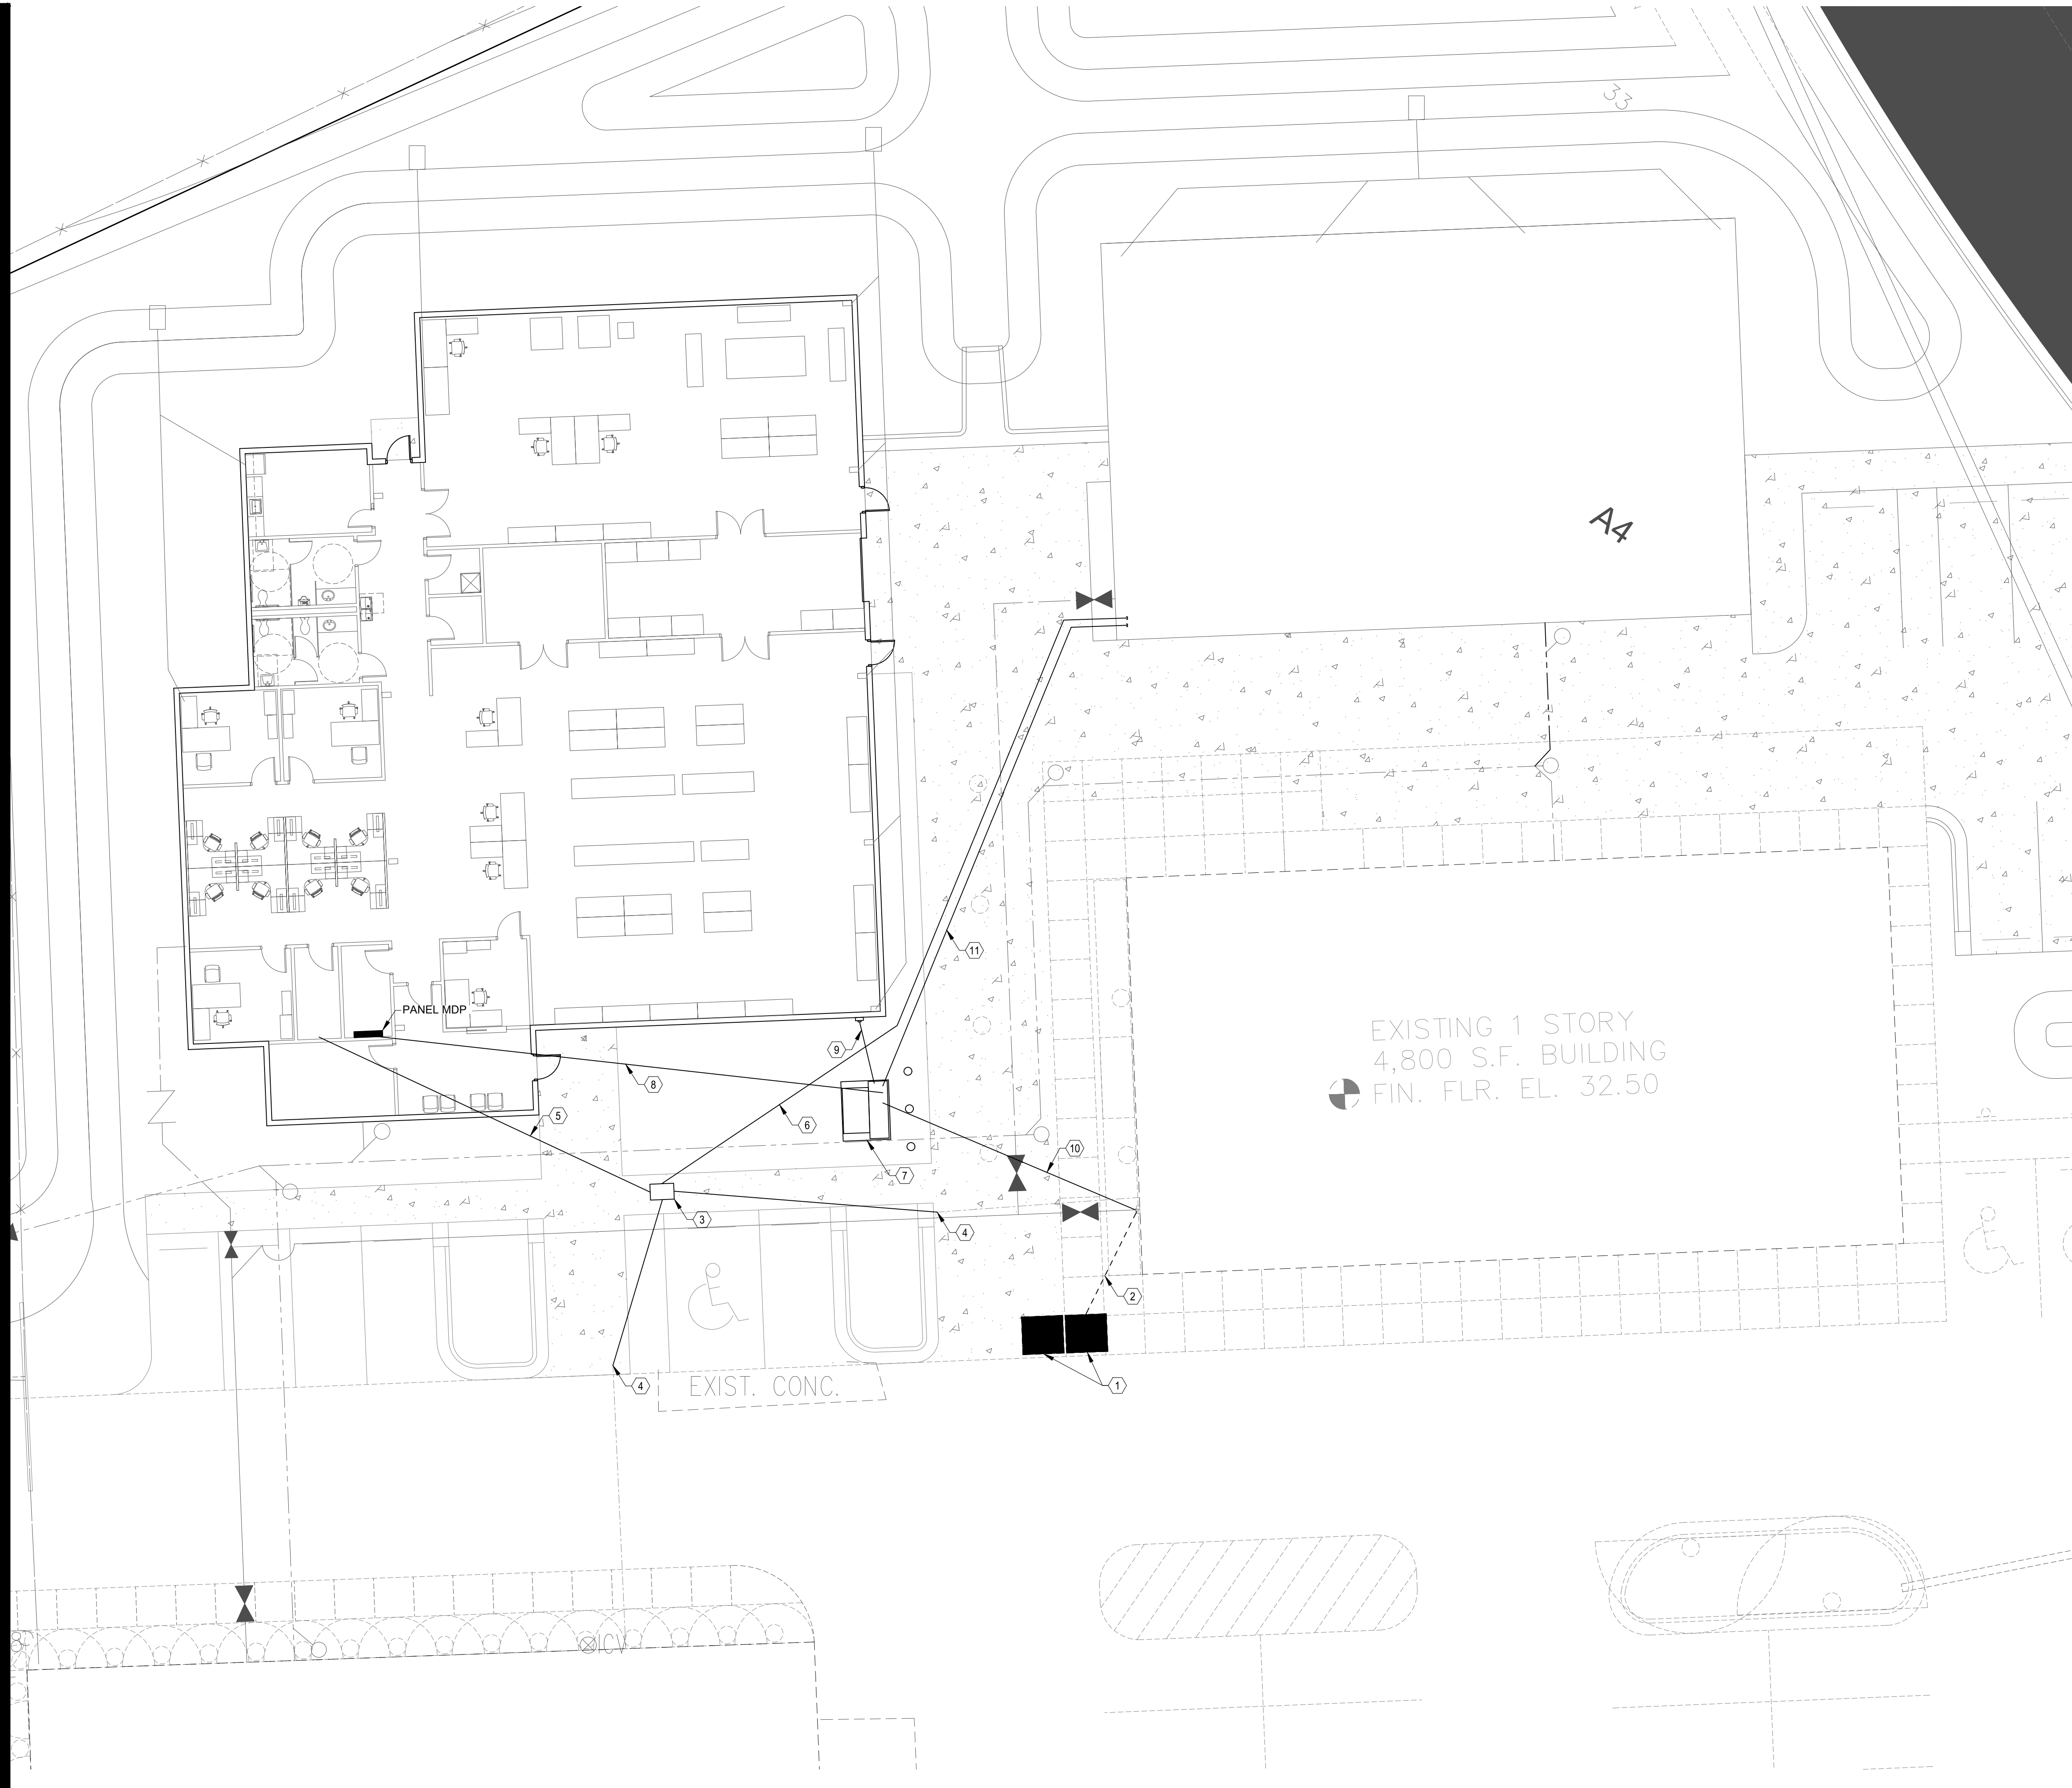 33
A4
11
PANEL MDP
9
8
EXISTING 1 STORY
4,800 S.F. BUILDING
FIN. FLR. EL. 32.50
5
6
10
7
3
4
2
4
1
EXIST. CONC.
ICV